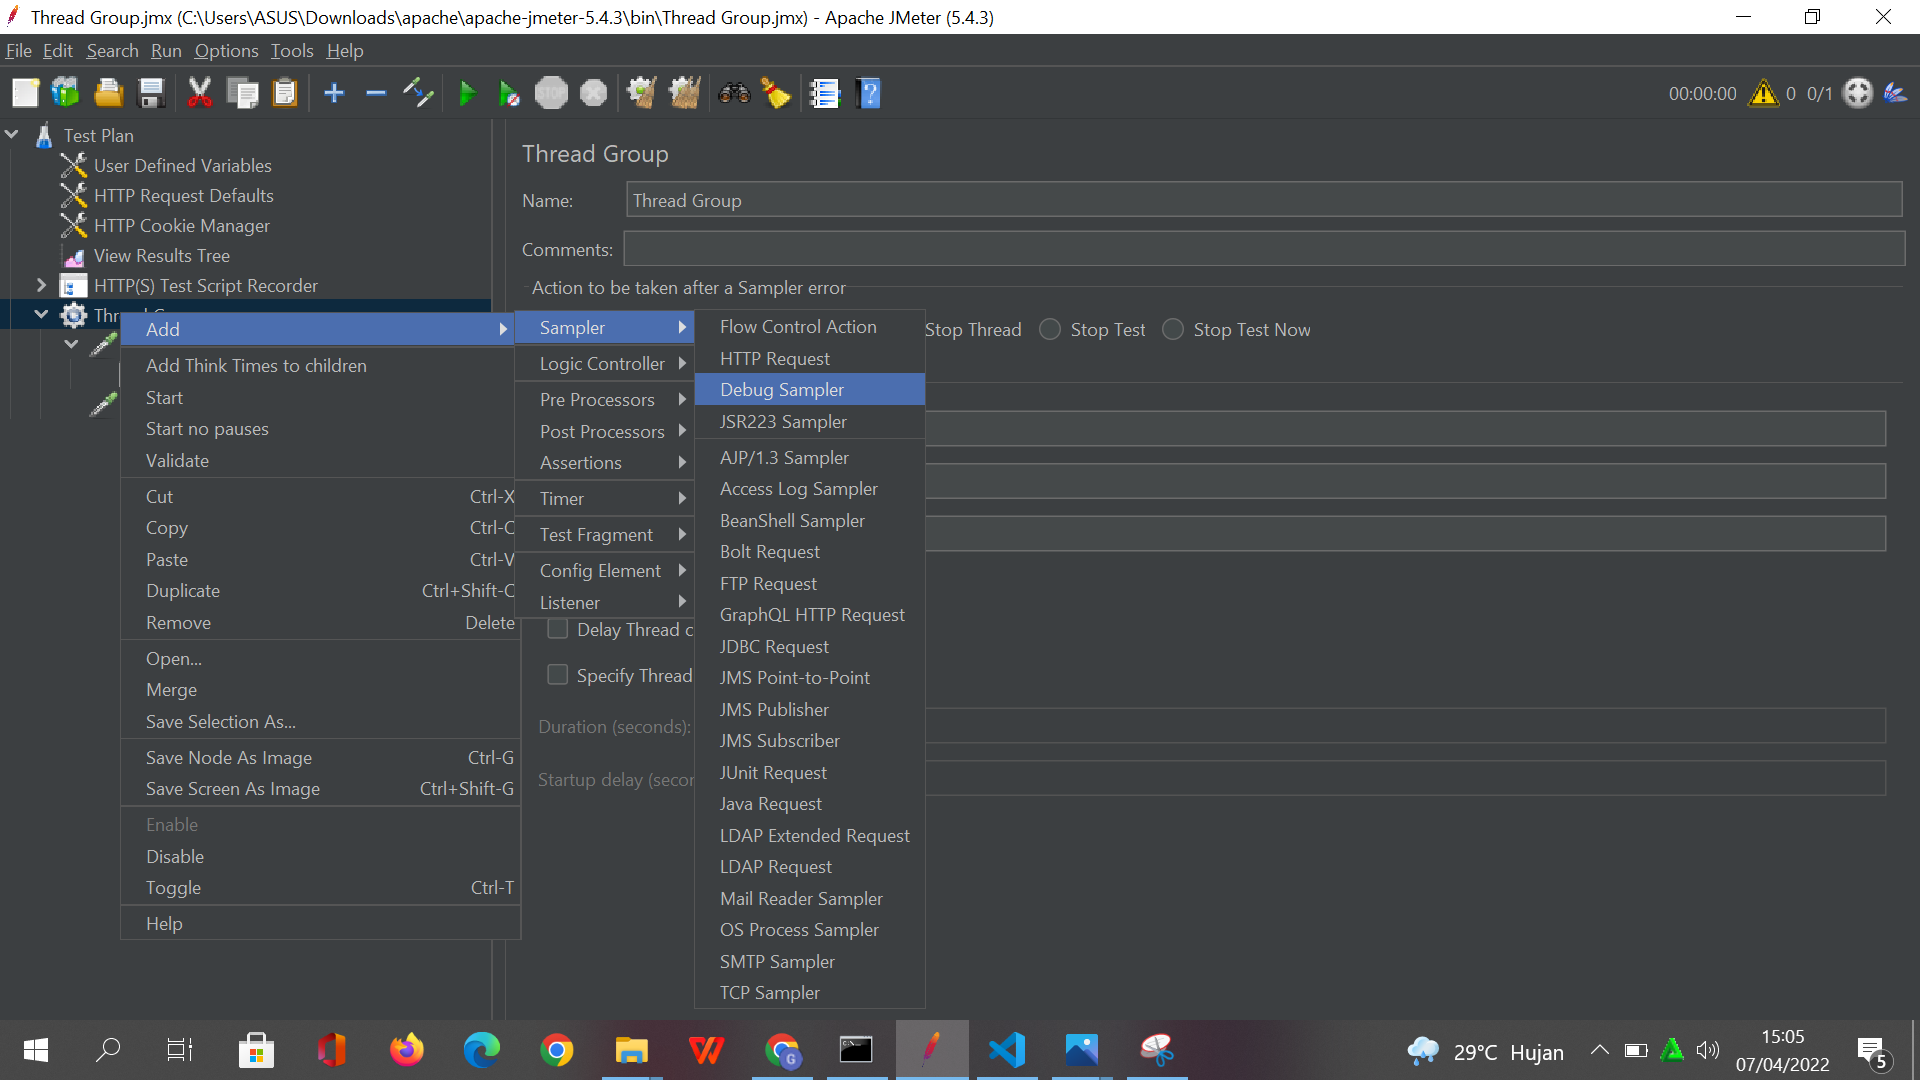 Thread Group.jmx (C:\Users\ASUS\Downloads\apache\apache-jmeter-5.4.3\bin\Thread Group.jmx) - Apache JMeter (5.4.3)
File Edit Search Run Options Tools Help
STOP
00:00:00 0 0/1
Test Plan
User Defined Variables
HTTP Request Defaults
HTTP Cookie Manager
View Results Tree
HTTP(S) Test Script Recorder
Thread Group
Name: Thread Group
Comments:
Action to be taken after a Sampler error
Stop Thread Stop Test Stop Test Now
Delay Thread c
Specify Thread
Duration (seconds):
Startup delay (secon
Add
Add Think Times to children
Start
Start no pauses
Validate
Cut Ctrl-X
Copy Ctrl-C
Paste Ctrl-V
Duplicate Ctrl+Shift-C
Remove Delete
Open...
Merge
Save Selection As...
Save Node As Image Ctrl-G
Save Screen As Image Ctrl+Shift-G
Enable
Disable
Toggle Ctrl-T
Help
Sampler
Logic Controller
Pre Processors
Post Processors
Assertions
Timer
Test Fragment
Config Element
Listener
Flow Control Action
HTTP Request
Debug Sampler
JSR223 Sampler
AJP/1.3 Sampler
Access Log Sampler
BeanShell Sampler
Bolt Request
FTP Request
GraphQL HTTP Request
JDBC Request
JMS Point-to-Point
JMS Publisher
JMS Subscriber
JUnit Request
Java Request
LDAP Extended Request
LDAP Request
Mail Reader Sampler
OS Process Sampler
SMTP Sampler
TCP Sampler
29°C Hujan
15:05
07/04/2022
5